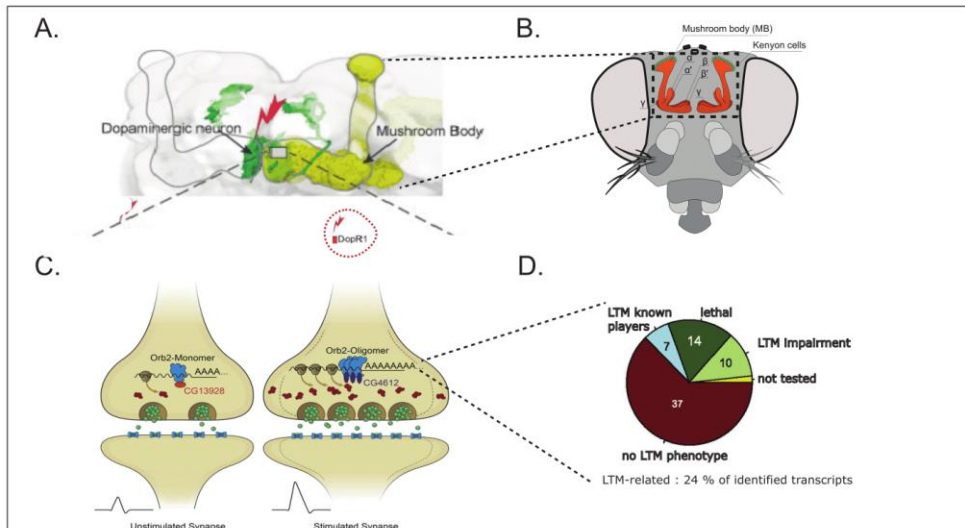 A.
Dopaminergic neuron
Mushroom Body
DopR1
B.
Mushroom body (MB)
Kenyon cells
α
β
α'
β'
γ
γ
C.
Orb2-Monomer
AAAA...
CG13928
Orb2-Oligomer
AAAAAAAA...
CG4612
Unstimulated Synapse
Stimulated Synapse
D.
LTM known
players
lethal
7
14
LTM Impairment
10
not tested
37
no LTM phenotype
LTM-related : 24 % of identified transcripts